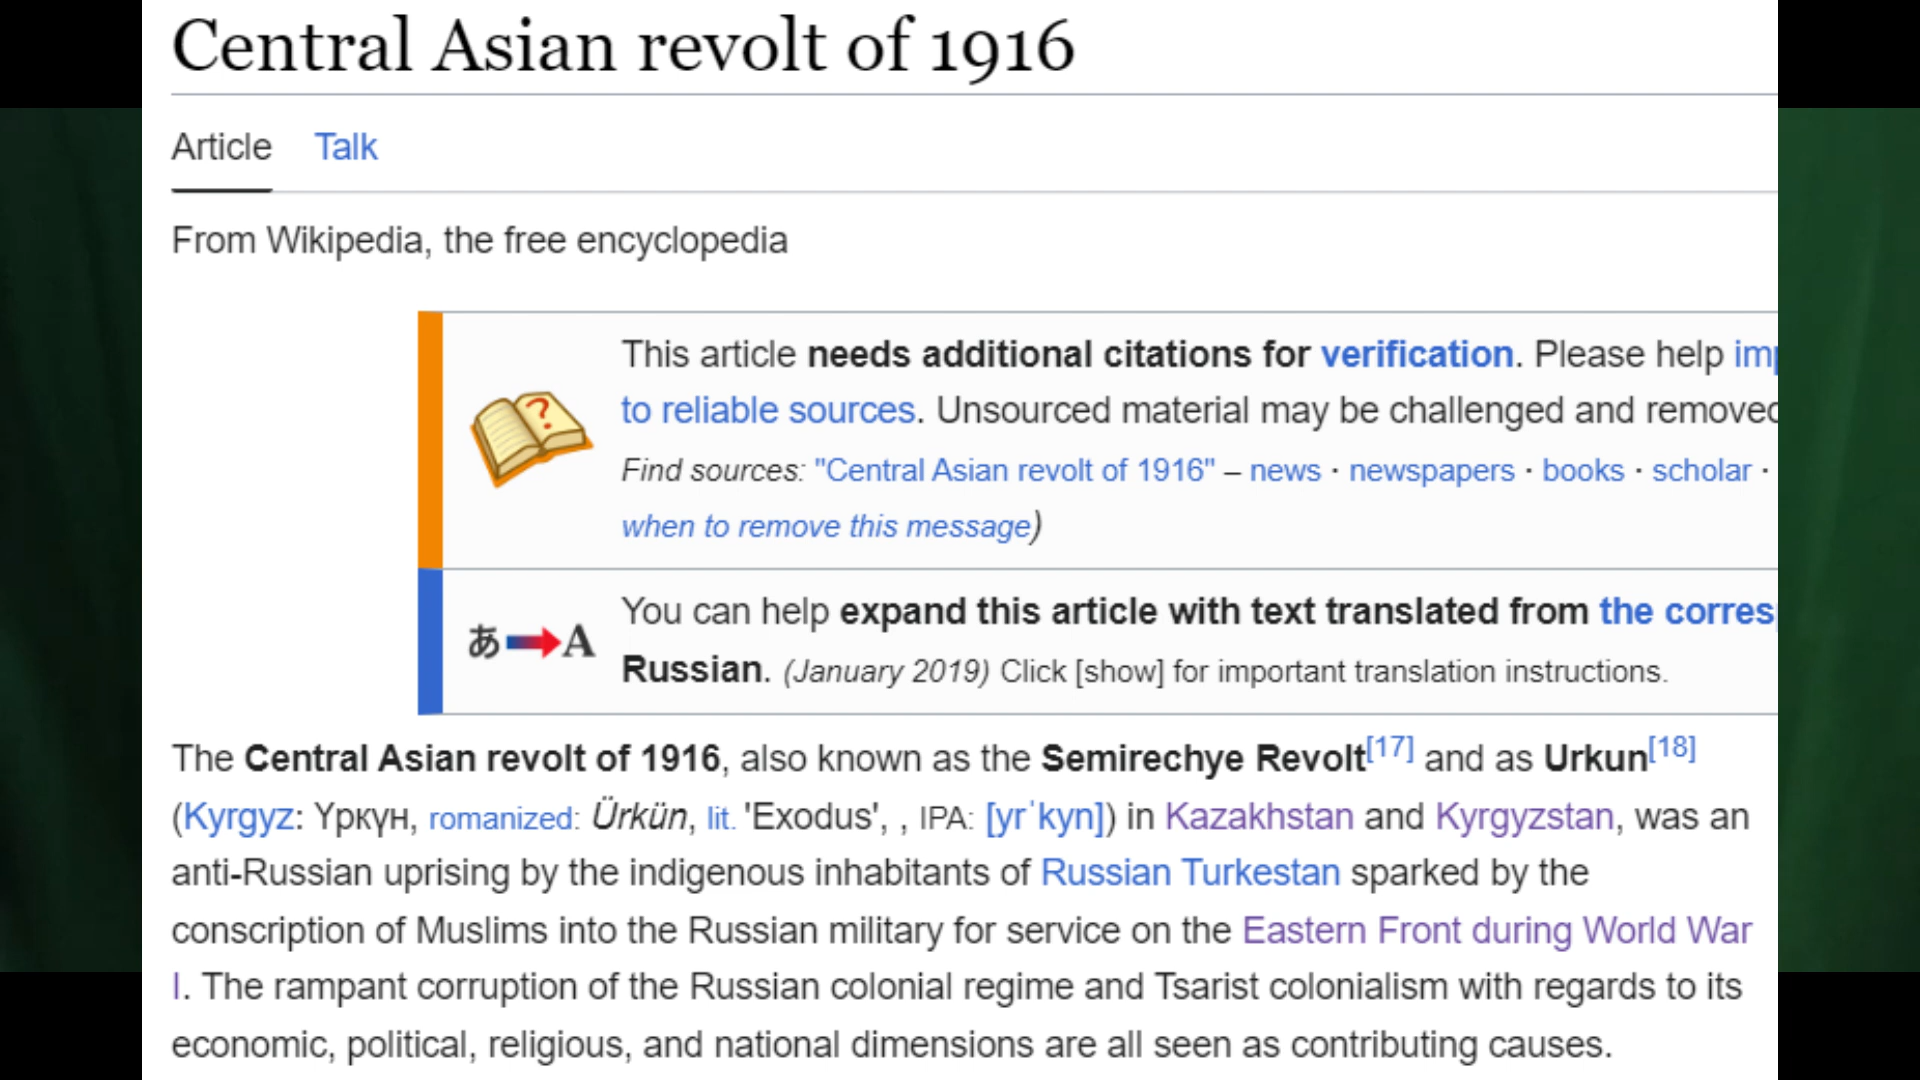 Central Asian revolt of 1916
Article Talk
From Wikipedia, the free encyclopedia
This article needs additional citations for verification. Please help
to reliable sources. Unsourced material may be challenged and removed
Find sources: "Central Asian revolt of 1916" – news · newspapers · books · scholar ·
when to remove this message)
あ A
You can help expand this article with text translated from the
Russian. (January 2019) Click [show] for important translation instructions.
The Central Asian revolt of 1916, also known as the Semirechye Revolt[17] and as Urkun[18]
(Kyrgyz: Үркүн, romanized: Ürkün, lit. 'Exodus', , IPA: [yrˈkyn]) in Kazakhstan and Kyrgyzstan, was an
anti-Russian uprising by the indigenous inhabitants of Russian Turkestan sparked by the
conscription of Muslims into the Russian military for service on the Eastern Front during World War
I. The rampant corruption of the Russian colonial regime and Tsarist colonialism with regards to its
economic, political, religious, and national dimensions are all seen as contributing causes.